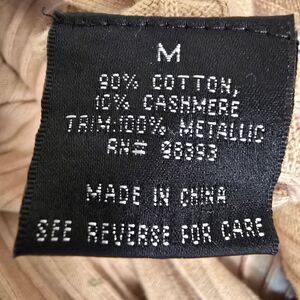 M
90% COTTON,
10% CASHMERE
TRIM:100% METALLIC
RN# 98393
MADE IN CHINA
SEE REVERSE FOR CARE